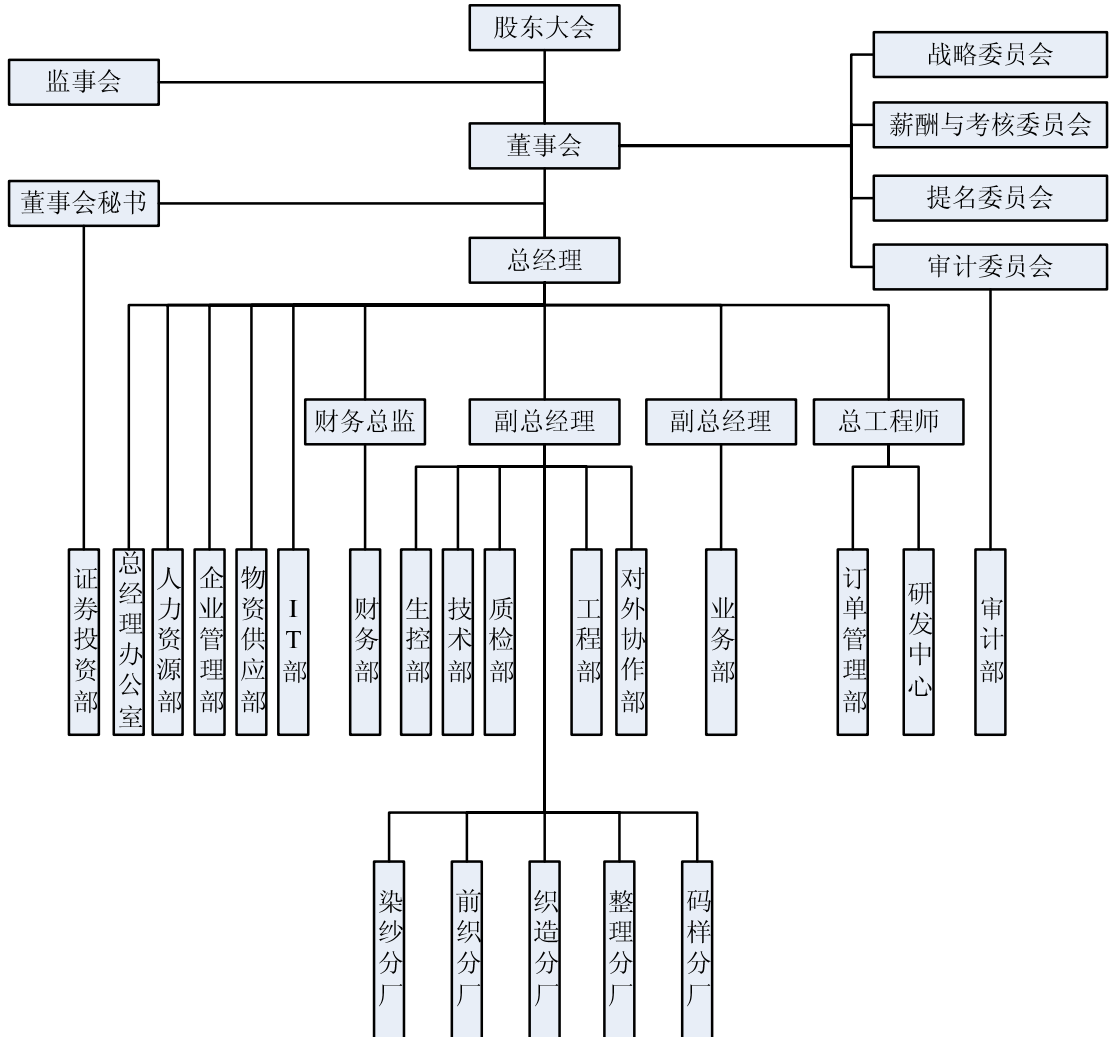 股东大会
战略委员会
监事会
薪酬与考核委员会
董事会
董事会秘书
提名委员会
总经理
审计委员会
财务总监
副总经理
副总经理
总工程师
证券投资部
总经理办公室
人力资源部
企业管理部
物资供应部
IT部
财务部
生控部
技术部
质检部
工程部
对外协作部
业务部
订单管理部
研发中心
审计部
染纱分厂
前织分厂
织造分厂
整理分厂
码样分厂